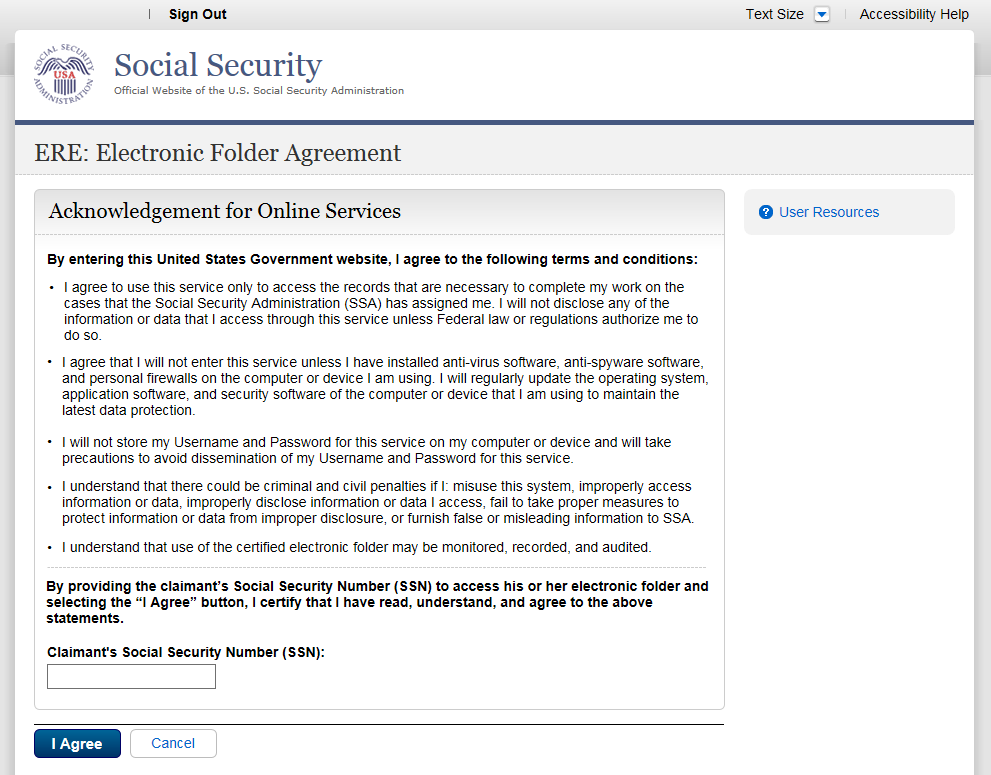 Sign Out
Text Size
Accessibility Help
SOCIAL SECURITY
USA
ADMINISTRATION
Social Security
Official Website of the U.S. Social Security Administration
ERE: Electronic Folder Agreement
Acknowledgement for Online Services
? User Resources
By entering this United States Government website, I agree to the following terms and conditions:
• I agree to use this service only to access the records that are necessary to complete my work on the
cases that the Social Security Administration (SSA) has assigned me. I will not disclose any of the
information or data that I access through this service unless Federal law or regulations authorize me to
do so.
• I agree that I will not enter this service unless I have installed anti-virus software, anti-spyware software,
and personal firewalls on the computer or device I am using. I will regularly update the operating system,
application software, and security software of the computer or device that I am using to maintain the
latest data protection.
• I will not store my Username and Password for this service on my computer or device and will take
precautions to avoid dissemination of my Username and Password for this service.
• I understand that there could be criminal and civil penalties if I: misuse this system, improperly access
information or data, improperly disclose information or data I access, fail to take proper measures to
protect information or data from improper disclosure, or furnish false or misleading information to SSA.
• I understand that use of the certified electronic folder may be monitored, recorded, and audited.
By providing the claimant's Social Security Number (SSN) to access his or her electronic folder and
selecting the “I Agree” button, I certify that I have read, understand, and agree to the above
statements.
Claimant's Social Security Number (SSN):
I Agree
Cancel